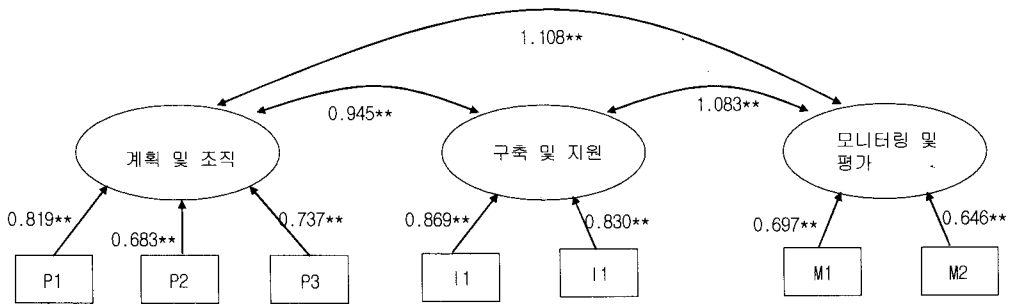 1.108**
0.945**
1.083**
계획 및 조직
구축 및 지원
모니터링 및
평가
0.819**
0.683**
0.737**
0.869**
0.830**
0.697**
0.646**
P1
P2
P3
I1
I1
M1
M2